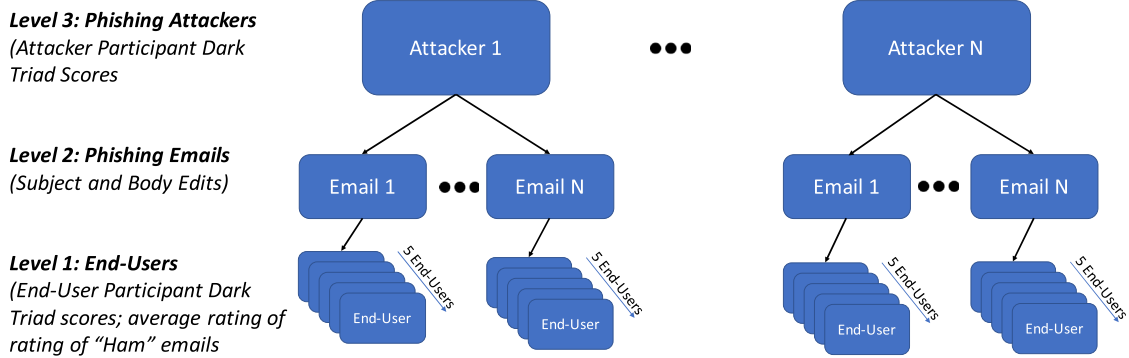 Level 3: Phishing Attackers
(Attacker Participant Dark
Triad Scores
Attacker 1
Attacker N
Level 2: Phishing Emails
(Subject and Body Edits)
Email 1
Email N
Email 1
Email N
Level 1: End-Users
(End-User Participant Dark
Triad scores; average rating of
rating of “Ham” emails
5 End-Users
End-User
5 End-Users
End-User
5 End-Users
End-User
5 End-Users
End-User